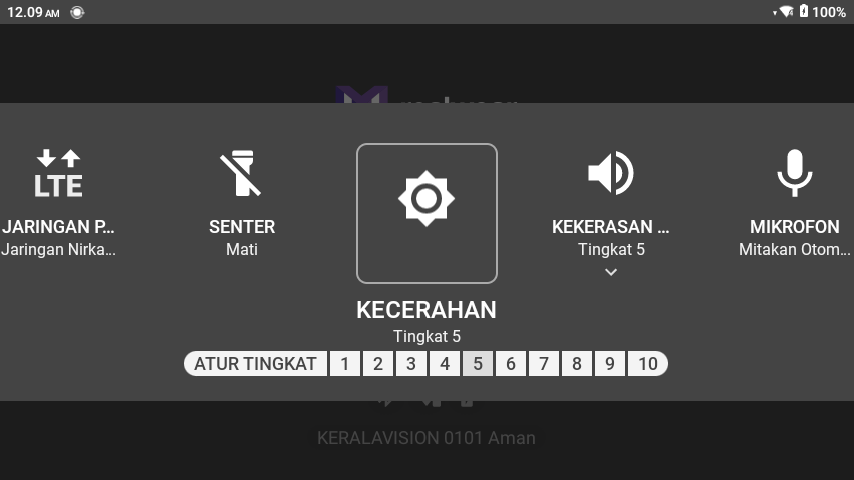 12.09 AM
100%
LTE
JARINGAN P...
Jaringan Nirka...
SENTER
Mati
KECERAHAN
Tingkat 5
KEKERASAN ...
Tingkat 5
MIKROFON
Mitakan Otom...
ATUR TINGKAT 1 2 3 4 5 6 7 8 9 10
KERALAVISION 0101 Aman